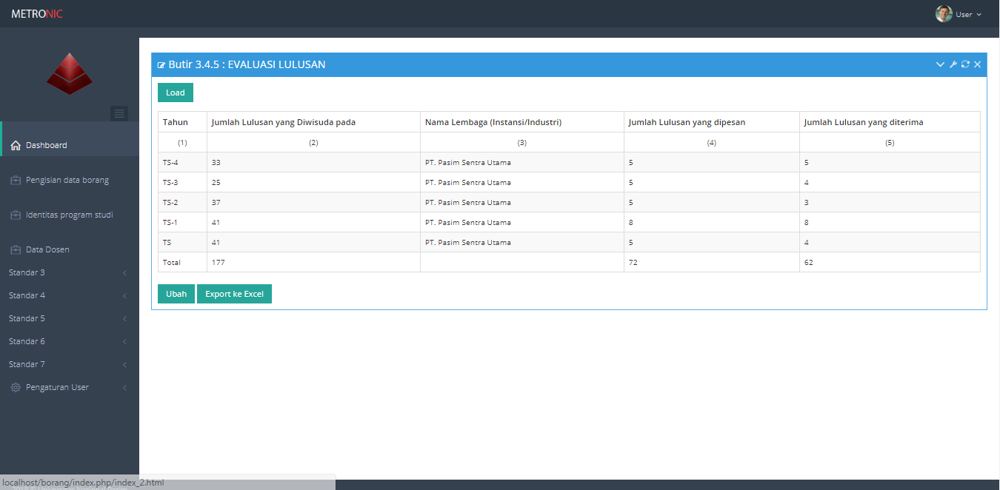 METRONIC
User
Butir 3.4.5 : EVALUASI LULUSAN
Load
Tahun Jumlah Lulusan yang Diwisuda pada Nama Lembaga (Instansi/Industri) Jumlah Lulusan yang dipesan Jumlah Lulusan yang diterima
(1) (2) (3) (4) (5)
TS-4 33 PT. Pasim Sentra Utama 5 5
TS-3 25 PT. Pasim Sentra Utama 5 4
TS-2 37 PT. Pasim Sentra Utama 5 3
TS-1 41 PT. Pasim Sentra Utama 8 8
TS 41 PT. Pasim Sentra Utama 5 4
Total 177 72 62
Ubah Export ke Excel
Dashboard
Pengisian data borang
Identitas program studi
Data Dosen
Standar 3
Standar 4
Standar 5
Standar 6
Standar 7
Pengaturan User
localhost/borang/index.php/index_2.html